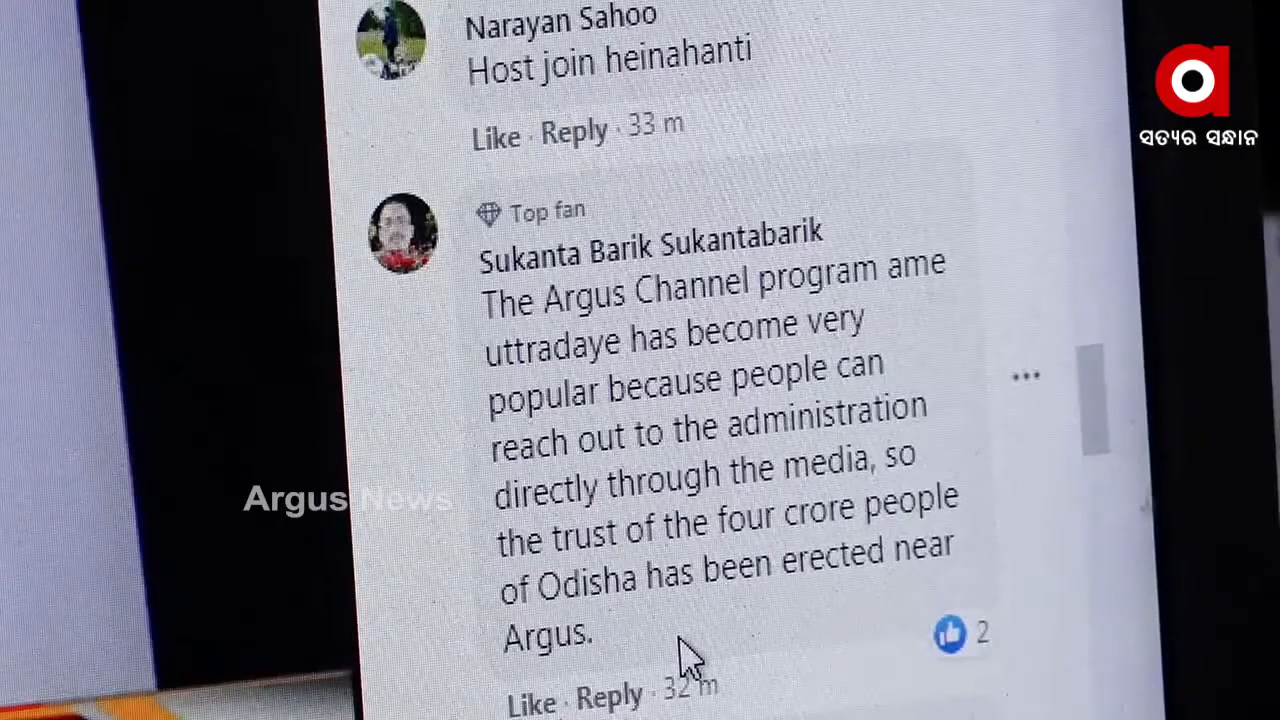 Narayan Sahoo
Host join heinahanti
Like · Reply · 33 m
Top fan
Sukanta Barik Sukantabarik
The Argus Channel program ame
uttradaye has become very
popular because people can
reach out to the administration
directly through the media, so
the trust of the four crore people
of Odisha has been erected near
Argus.
2
Like · Reply · 32 m
ସତ୍ୟର ସନ୍ଧାନ
Argus News